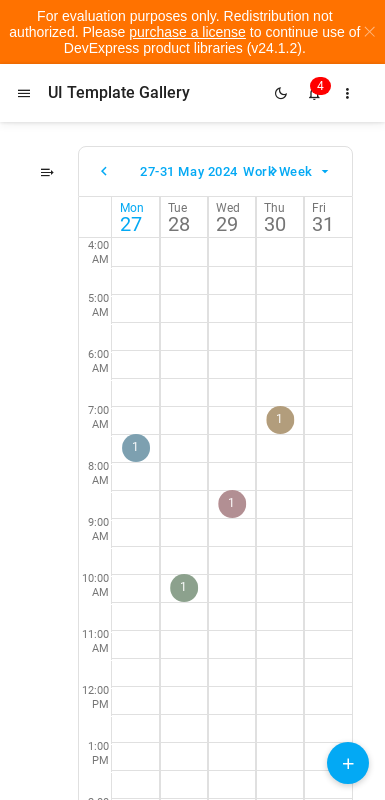 For evaluation purposes only. Redistribution not
authorized. Please purchase a license to continue use of
DevExpress product libraries (v24.1.2).
UI Template Gallery
4
27-31 May 2024 Work Week
Mon Tue Wed Thu Fri
27 28 29 30 31
4:00
AM
5:00
AM
6:00
AM
7:00
AM
1
1
8:00
AM
1
9:00
AM
10:00
AM
1
11:00
AM
12:00
PM
1:00
PM